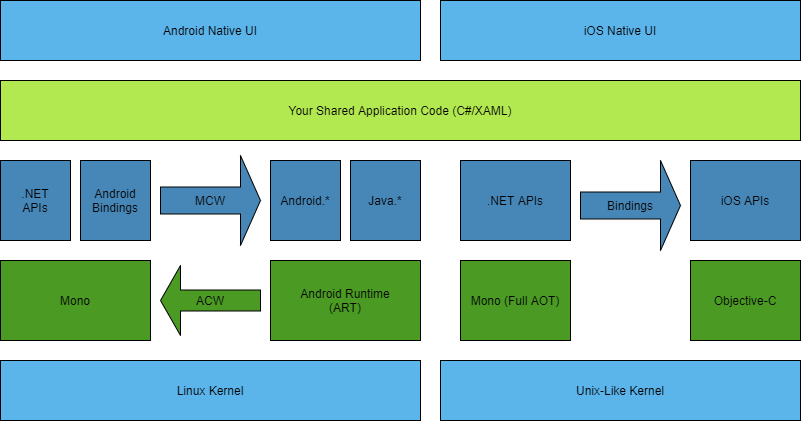 Android Native UI
iOS Native UI
Your Shared Application Code (C#/XAML)
.NET
APIs
Android
Bindings
MCW
Android.*
Java.*
.NET APIs
Bindings
iOS APIs
Mono
ACW
Android Runtime
(ART)
Mono (Full AOT)
Objective-C
Linux Kernel
Unix-Like Kernel